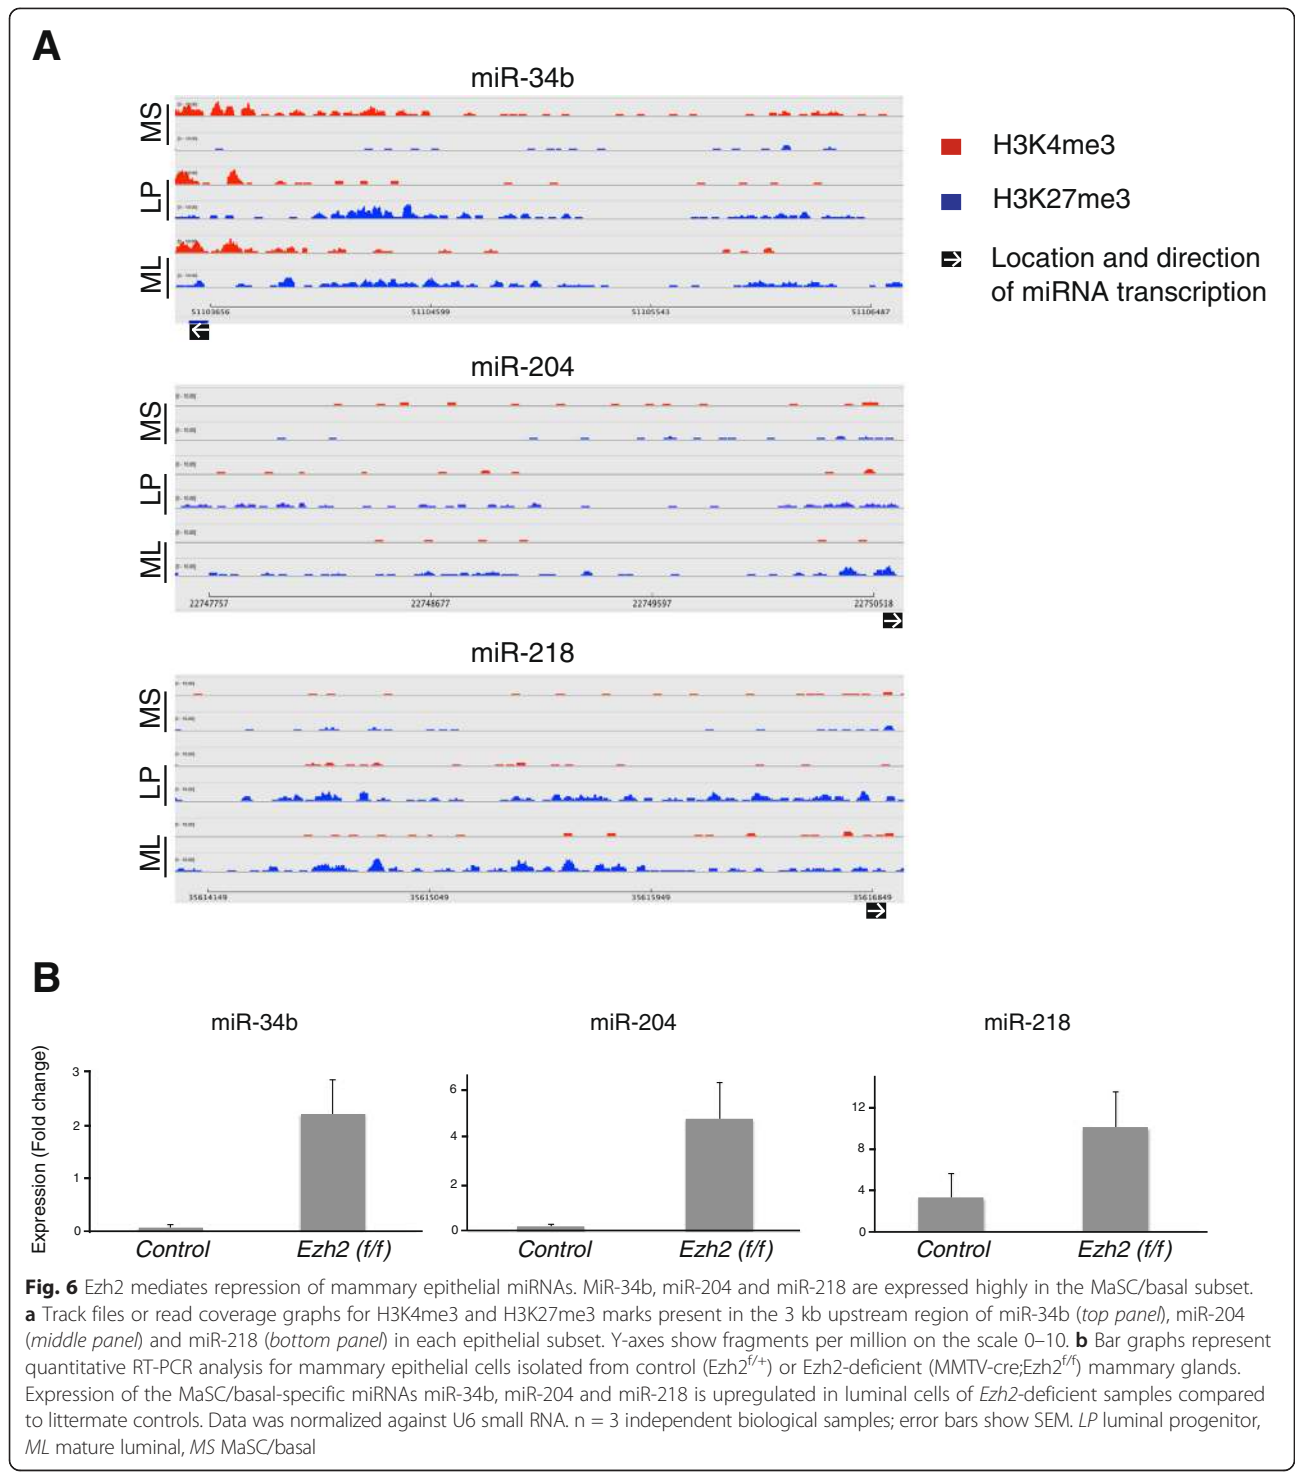 A
miR-34b
MS
LP
ML
H3K4me3
H3K27me3
Location and direction
of miRNA transcription
51103656 51104599 51105543 51106487
miR-204
MS
LP
ML
22747757 22748677 22749597 22750518
miR-218
MS
LP
ML
35614149 35615049 35615949 35616849
B
miR-34b miR-204 miR-218
Expression (Fold change)
3
2
1
0
Control Ezh2 (f/f)
6
4
2
0
Control Ezh2 (f/f)
12
8
4
0
Control Ezh2 (f/f)
Fig. 6 Ezh2 mediates repression of mammary epithelial miRNAs. MiR-34b, miR-204 and miR-218 are expressed highly in the MaSC/basal subset.
a Track files or read coverage graphs for H3K4me3 and H3K27me3 marks present in the 3 kb upstream region of miR-34b (top panel), miR-204
(middle panel) and miR-218 (bottom panel) in each epithelial subset. Y-axes show fragments per million on the scale 0–10. b Bar graphs represent
quantitative RT-PCR analysis for mammary epithelial cells isolated from control (Ezh2f/+) or Ezh2-deficient (MMTV-cre;Ezh2f/f) mammary glands.
Expression of the MaSC/basal-specific miRNAs miR-34b, miR-204 and miR-218 is upregulated in luminal cells of Ezh2-deficient samples compared
to littermate controls. Data was normalized against U6 small RNA. n = 3 independent biological samples; error bars show SEM. LP luminal progenitor,
ML mature luminal, MS MaSC/basal